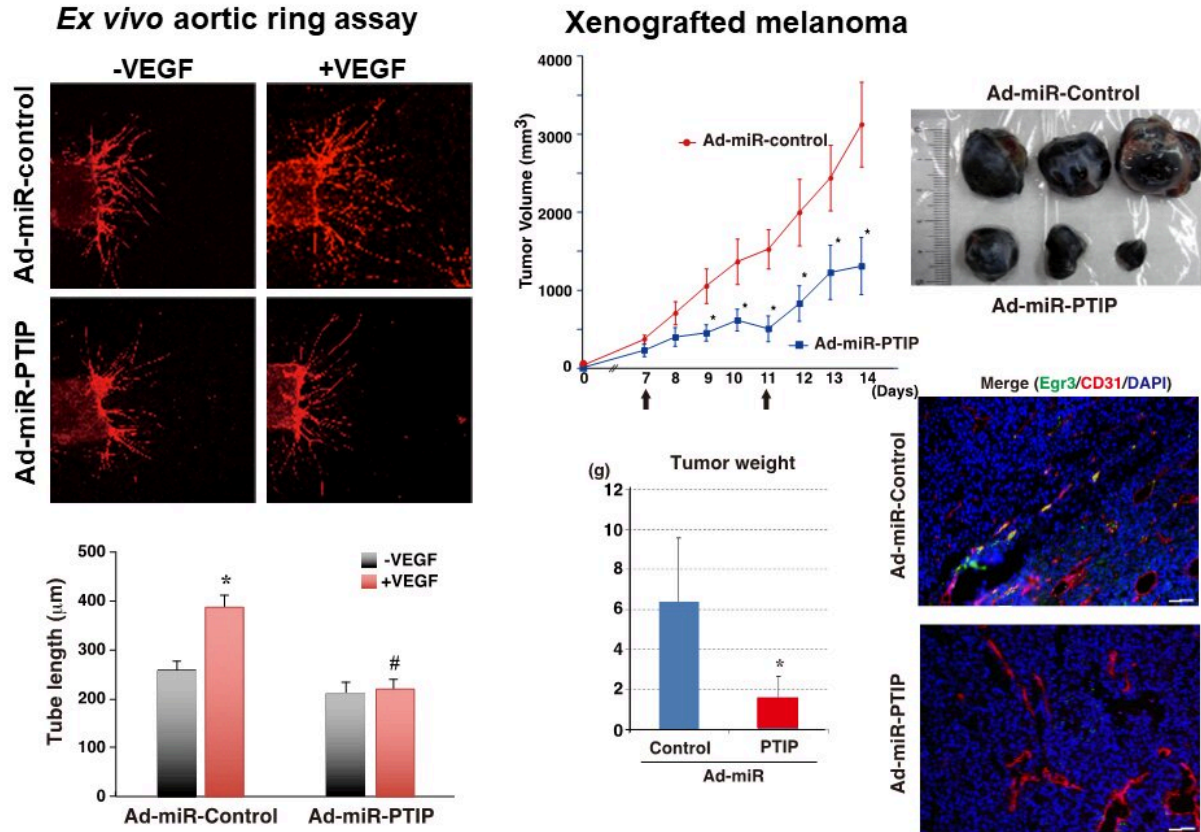 Ex vivo aortic ring assay
-VEGF +VEGF
Ad-miR-control
Ad-miR-PTIP
500
400
300
200
100
0
Tube length (μm)
-VEGF
+VEGF
*
#
Ad-miR-Control Ad-miR-PTIP
Xenografted melanoma
4000
3000
2000
1000
0
Tumor Volume (mm³)
Ad-miR-control
Ad-miR-PTIP
* * * * * *
0 // 7 8 9 10 11 12 13 14
(Days)
Tumor weight
(g)
12
10
8
6
4
2
0
*
Control PTIP
Ad-miR
Ad-miR-Control
Ad-miR-PTIP
Merge (Egr3/CD31/DAPI)
Ad-miR-Control
Ad-miR-PTIP